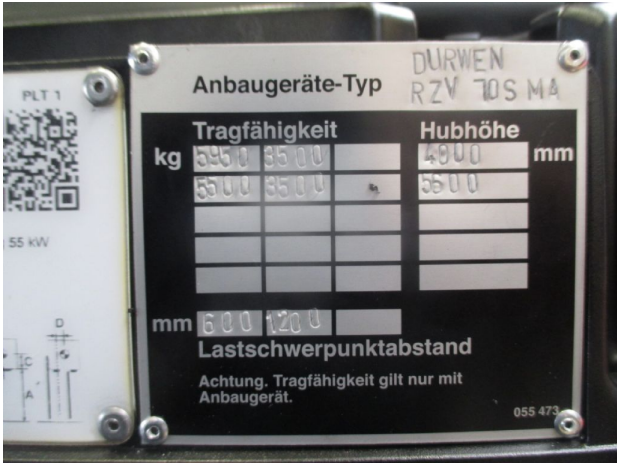 PLT 1
55 kW
D
C
A
Anbaugeräte-Typ DURWEN
RZV 70S MA
Tragfähigkeit Hubhöhe
kg 5950 3500 4000 mm
5500 3500 5600
mm 600 1200
Lastschwerpunktabstand
Achtung. Tragfähigkeit gilt nur mit
Anbaugerät.
055 473